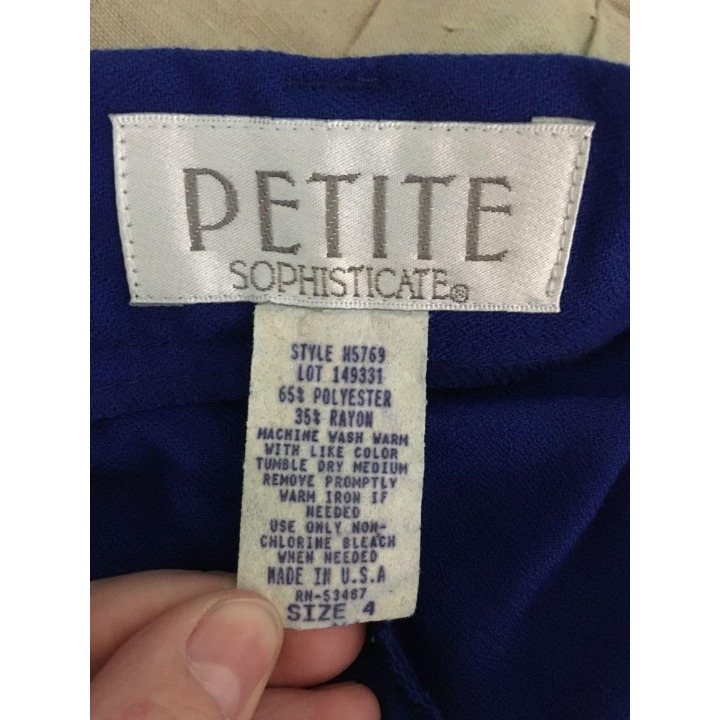 PETITE
SOPHISTICATE®
STYLE H5769
LOT 149331
65% POLYESTER
35% RAYON
MACHINE WASH WARM
WITH LIKE COLOR
TUMBLE DRY MEDIUM
REMOVE PROMPTLY
WARM IRON IF
NEEDED
USE ONLY NON-
CHLORINE BLEACH
WHEN NEEDED
MADE IN U.S.A
RN-53487
SIZE 4